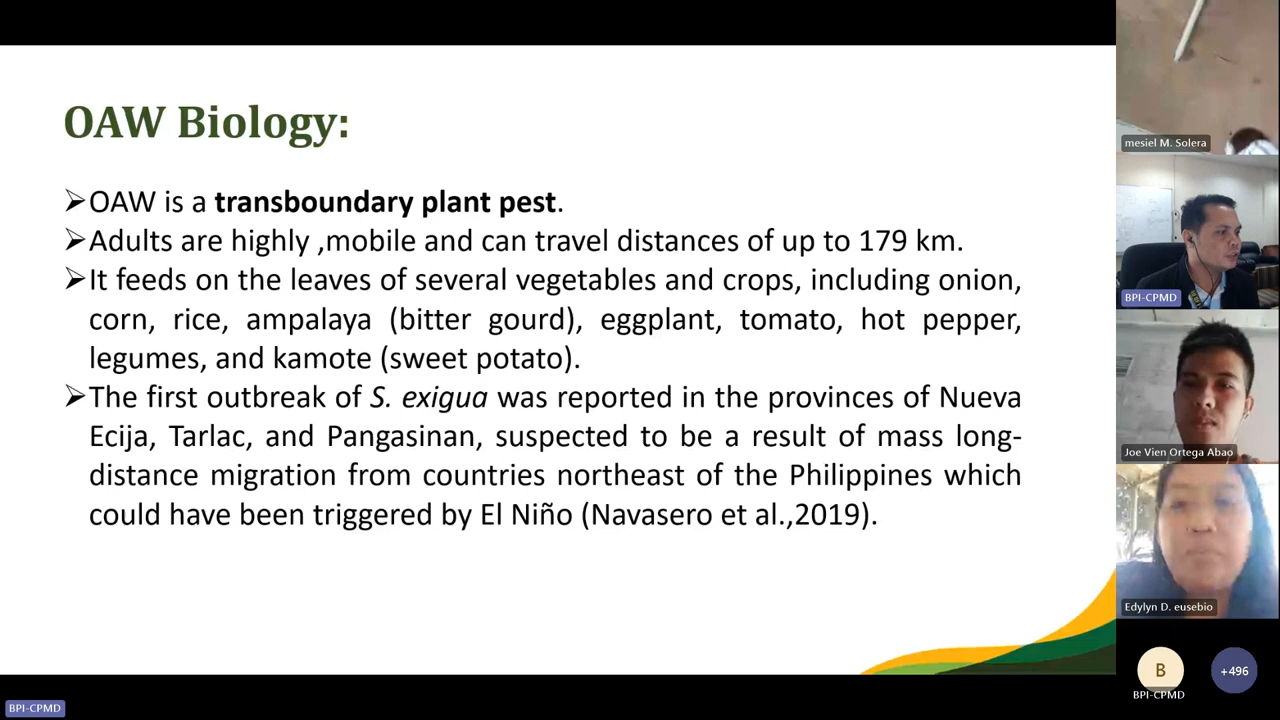 OAW Biology:
➢OAW is a transboundary plant pest.
➢Adults are highly ,mobile and can travel distances of up to 179 km.
➢It feeds on the leaves of several vegetables and crops, including onion,
corn, rice, ampalaya (bitter gourd), eggplant, tomato, hot pepper,
legumes, and kamote (sweet potato).
➢The first outbreak of S. exigua was reported in the provinces of Nueva
Ecija, Tarlac, and Pangasinan, suspected to be a result of mass long-
distance migration from countries northeast of the Philippines which
could have been triggered by El Niño (Navasero et al.,2019).
mesiel M. Solera
BPI-CPMD
Joe Vien Ortega Abao
Edylyn D. eusebio
B
+496
BPI-CPMD
BPI-CPMD